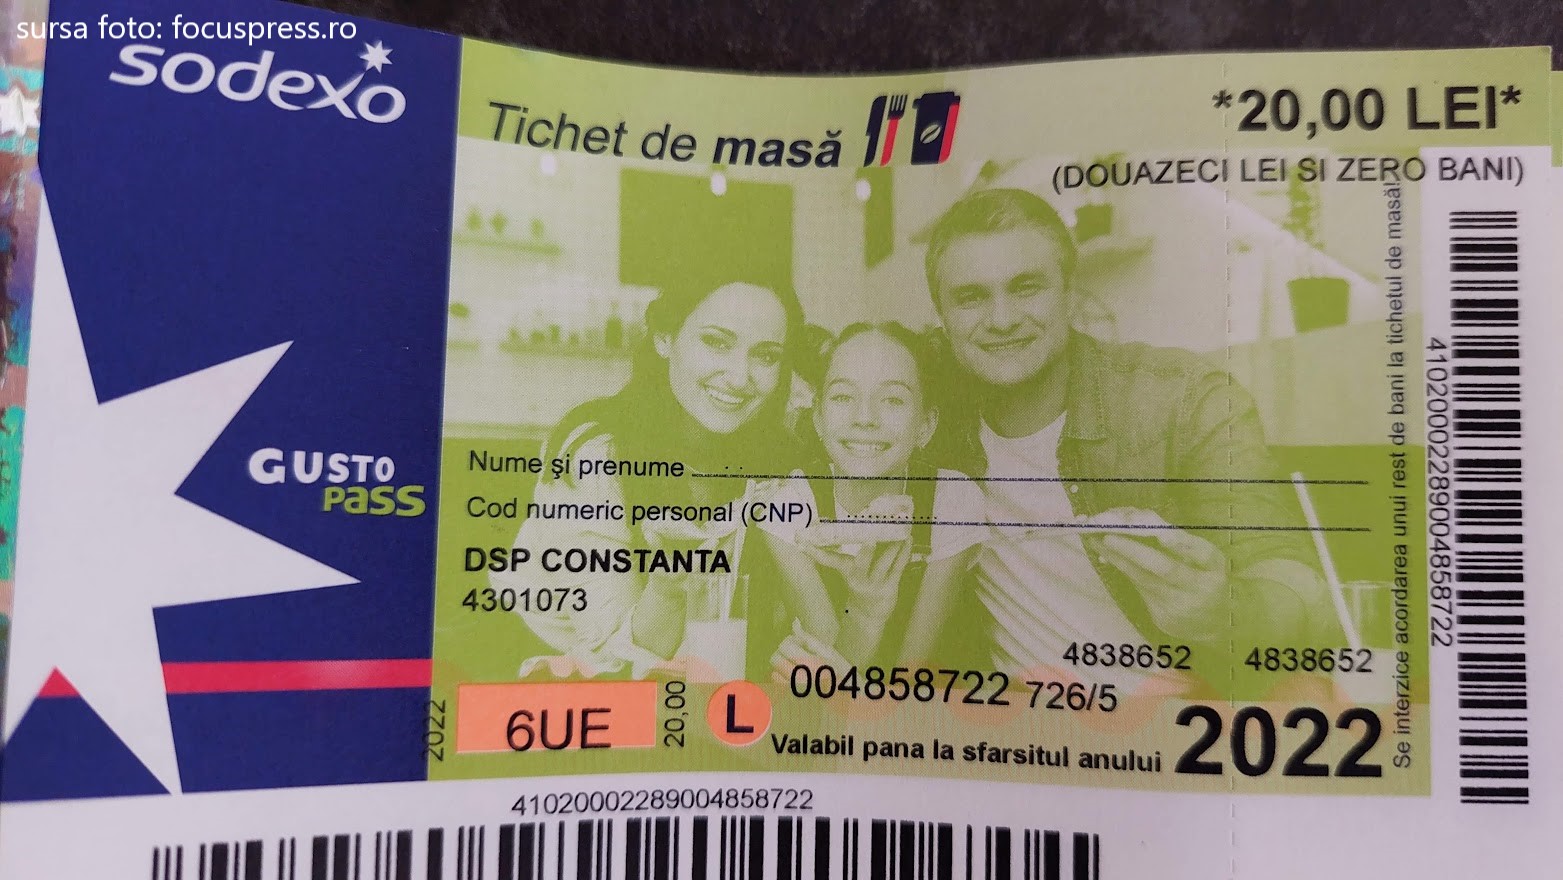 sursa foto: focuspress.ro
sodexo
Tichet de masă
*20,00 LEI*
(DOUAZECI LEI SI ZERO BANI)
GUSTO
pass
Nume şi prenume
Cod numeric personal (CNP)
DSP CONSTANTA
4301073
4838652
4838652
004858722 726/5
2022
6UE
20,00
L
Valabil pana la sfarsitul anului 2022
Se interzice acordarea unui rest de bani la tichetul de masă!
41020002289004858722
41020002289004858722